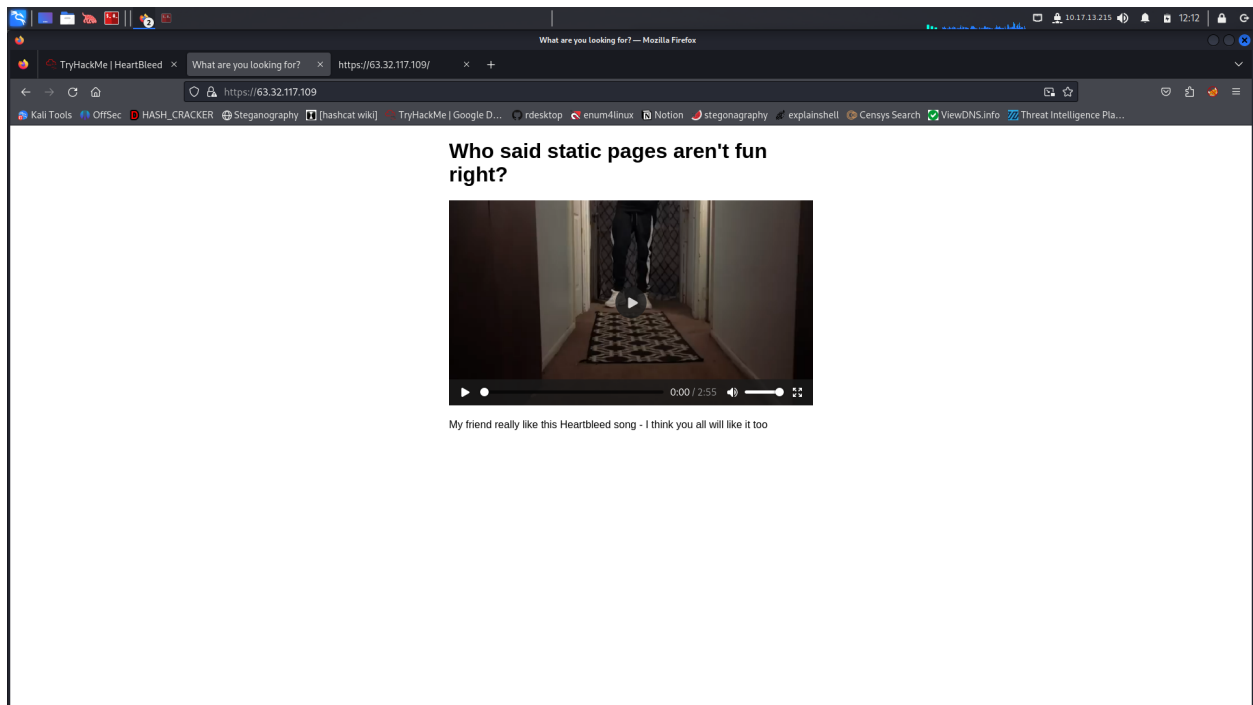 2
10.17.13.215
12:12
What are you looking for? — Mozilla Firefox
TryHackMe | HeartBleed
What are you looking for?
https://63.32.117.109/
https://63.32.117.109
Kali Tools
OffSec
HASH_CRACKER
Steganography
[hashcat wiki]
TryHackMe | Google D...
rdesktop
enum4linux
Notion
stegonagraphy
explainshell
Censys Search
ViewDNS.info
Threat Intelligence Pla...
Who said static pages aren't fun
right?
0:00 / 2:55
My friend really like this Heartbleed song - I think you all will like it too